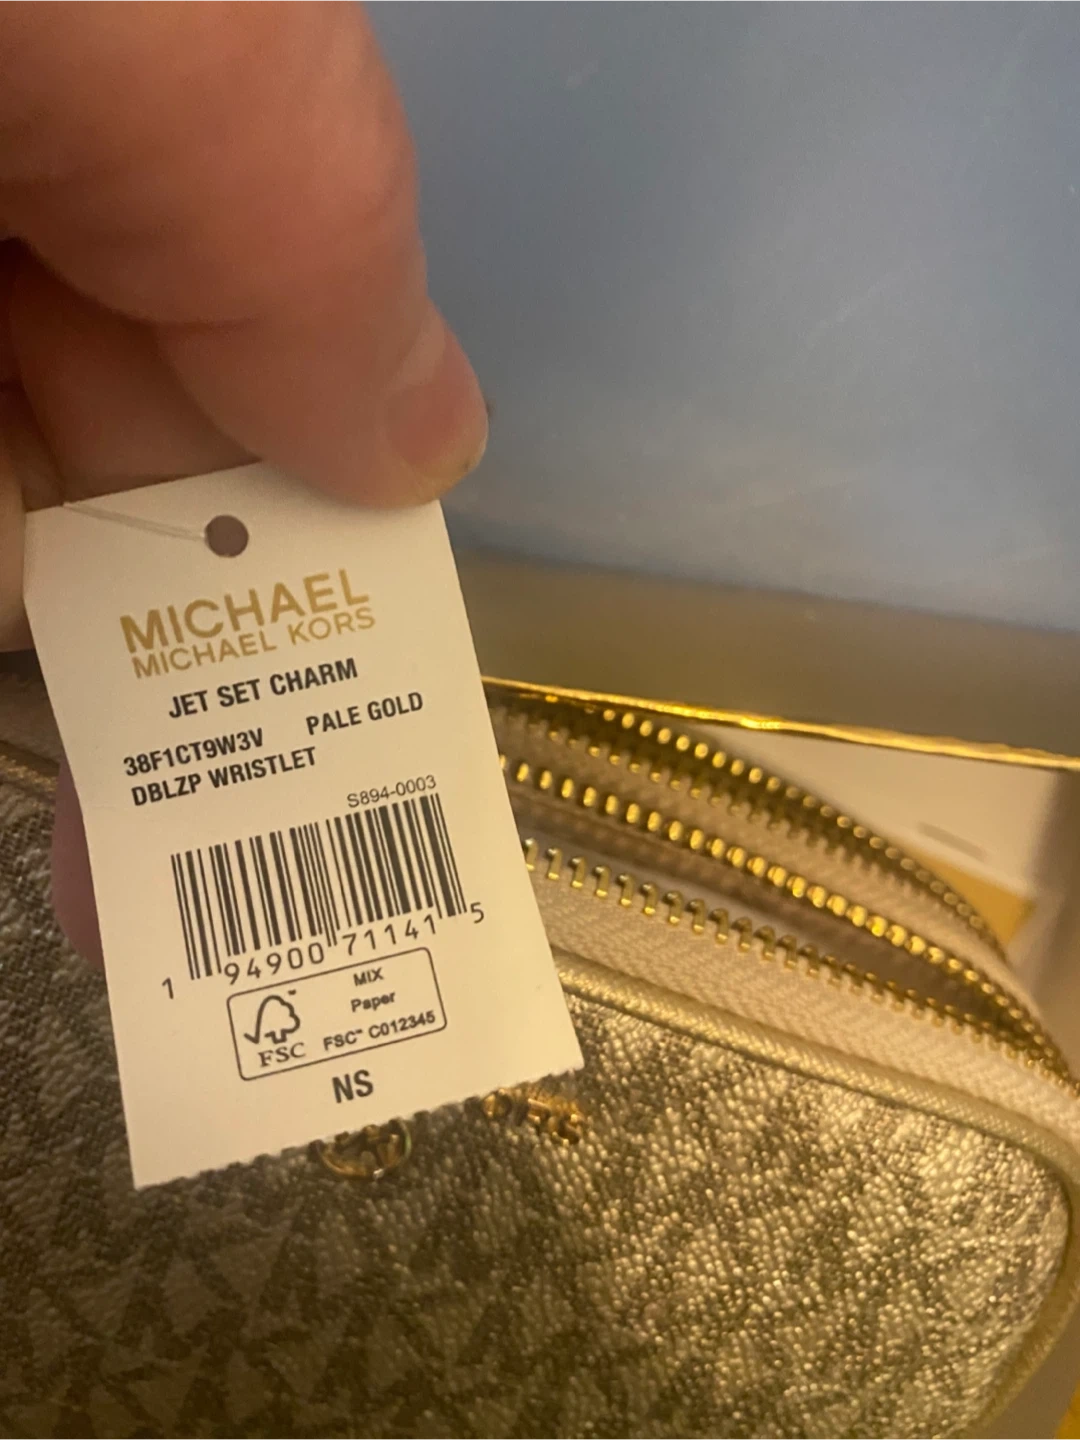 MICHAEL
MICHAEL KORS
JET SET CHARM
38F1CT9W3V PALE GOLD
DBLZP WRISTLET
S894-0003
1 94900 71141 5
MIX
Paper
FSC™ C012345
FSC
NS